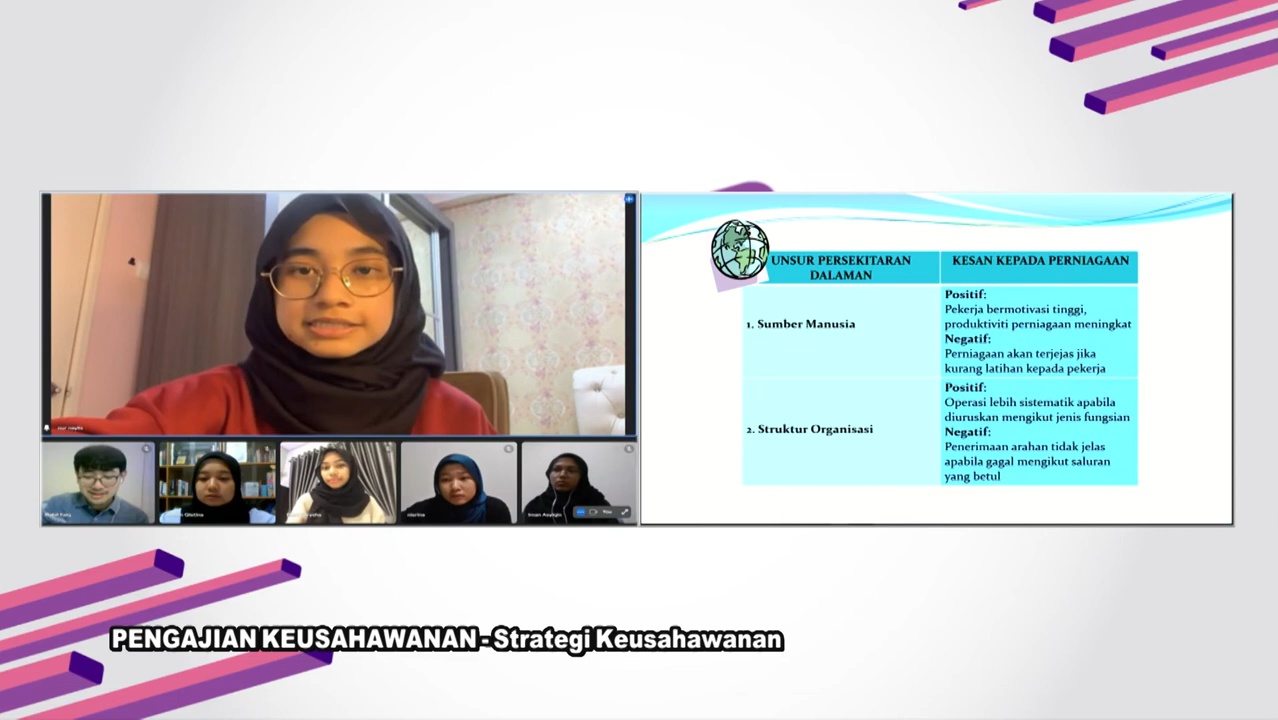 UNSUR PERSEKITARAN
DALAMAN
KESAN KEPADA PERNIAGAAN
1. Sumber Manusia
Positif:
Pekerja bermotivasi tinggi,
produktiviti perniagaan meningkat
Negatif:
Perniagaan akan terjejas jika
kurang latihan kepada pekerja
2. Struktur Organisasi
Positif:
Operasi lebih sistematik apabila
diuruskan mengikut jenis fungsian
Negatif:
Penerimaan arahan tidak jelas
apabila gagal mengikut saluran
yang betul
You
PENGAJIAN KEUSAHAWANAN - Strategi Keusahawanan